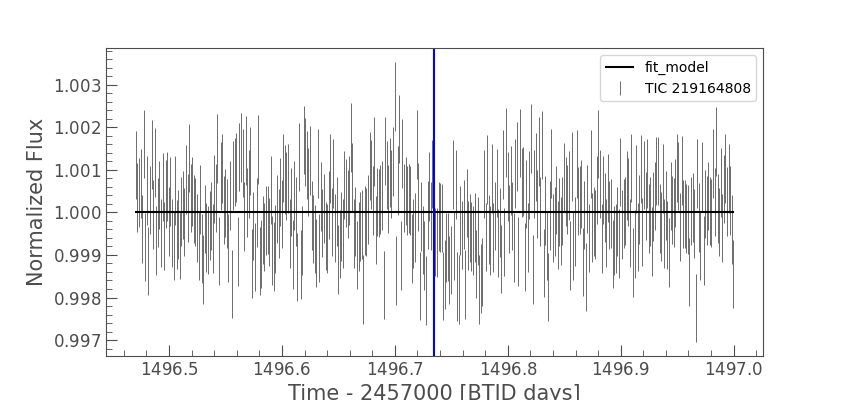 fit_model
TIC 219164808
Normalized Flux
1.003
1.002
1.001
1.000
0.999
0.998
0.997
1496.5 1496.6 1496.7 1496.8 1496.9 1497.0
Time - 2457000 [BTJD days]